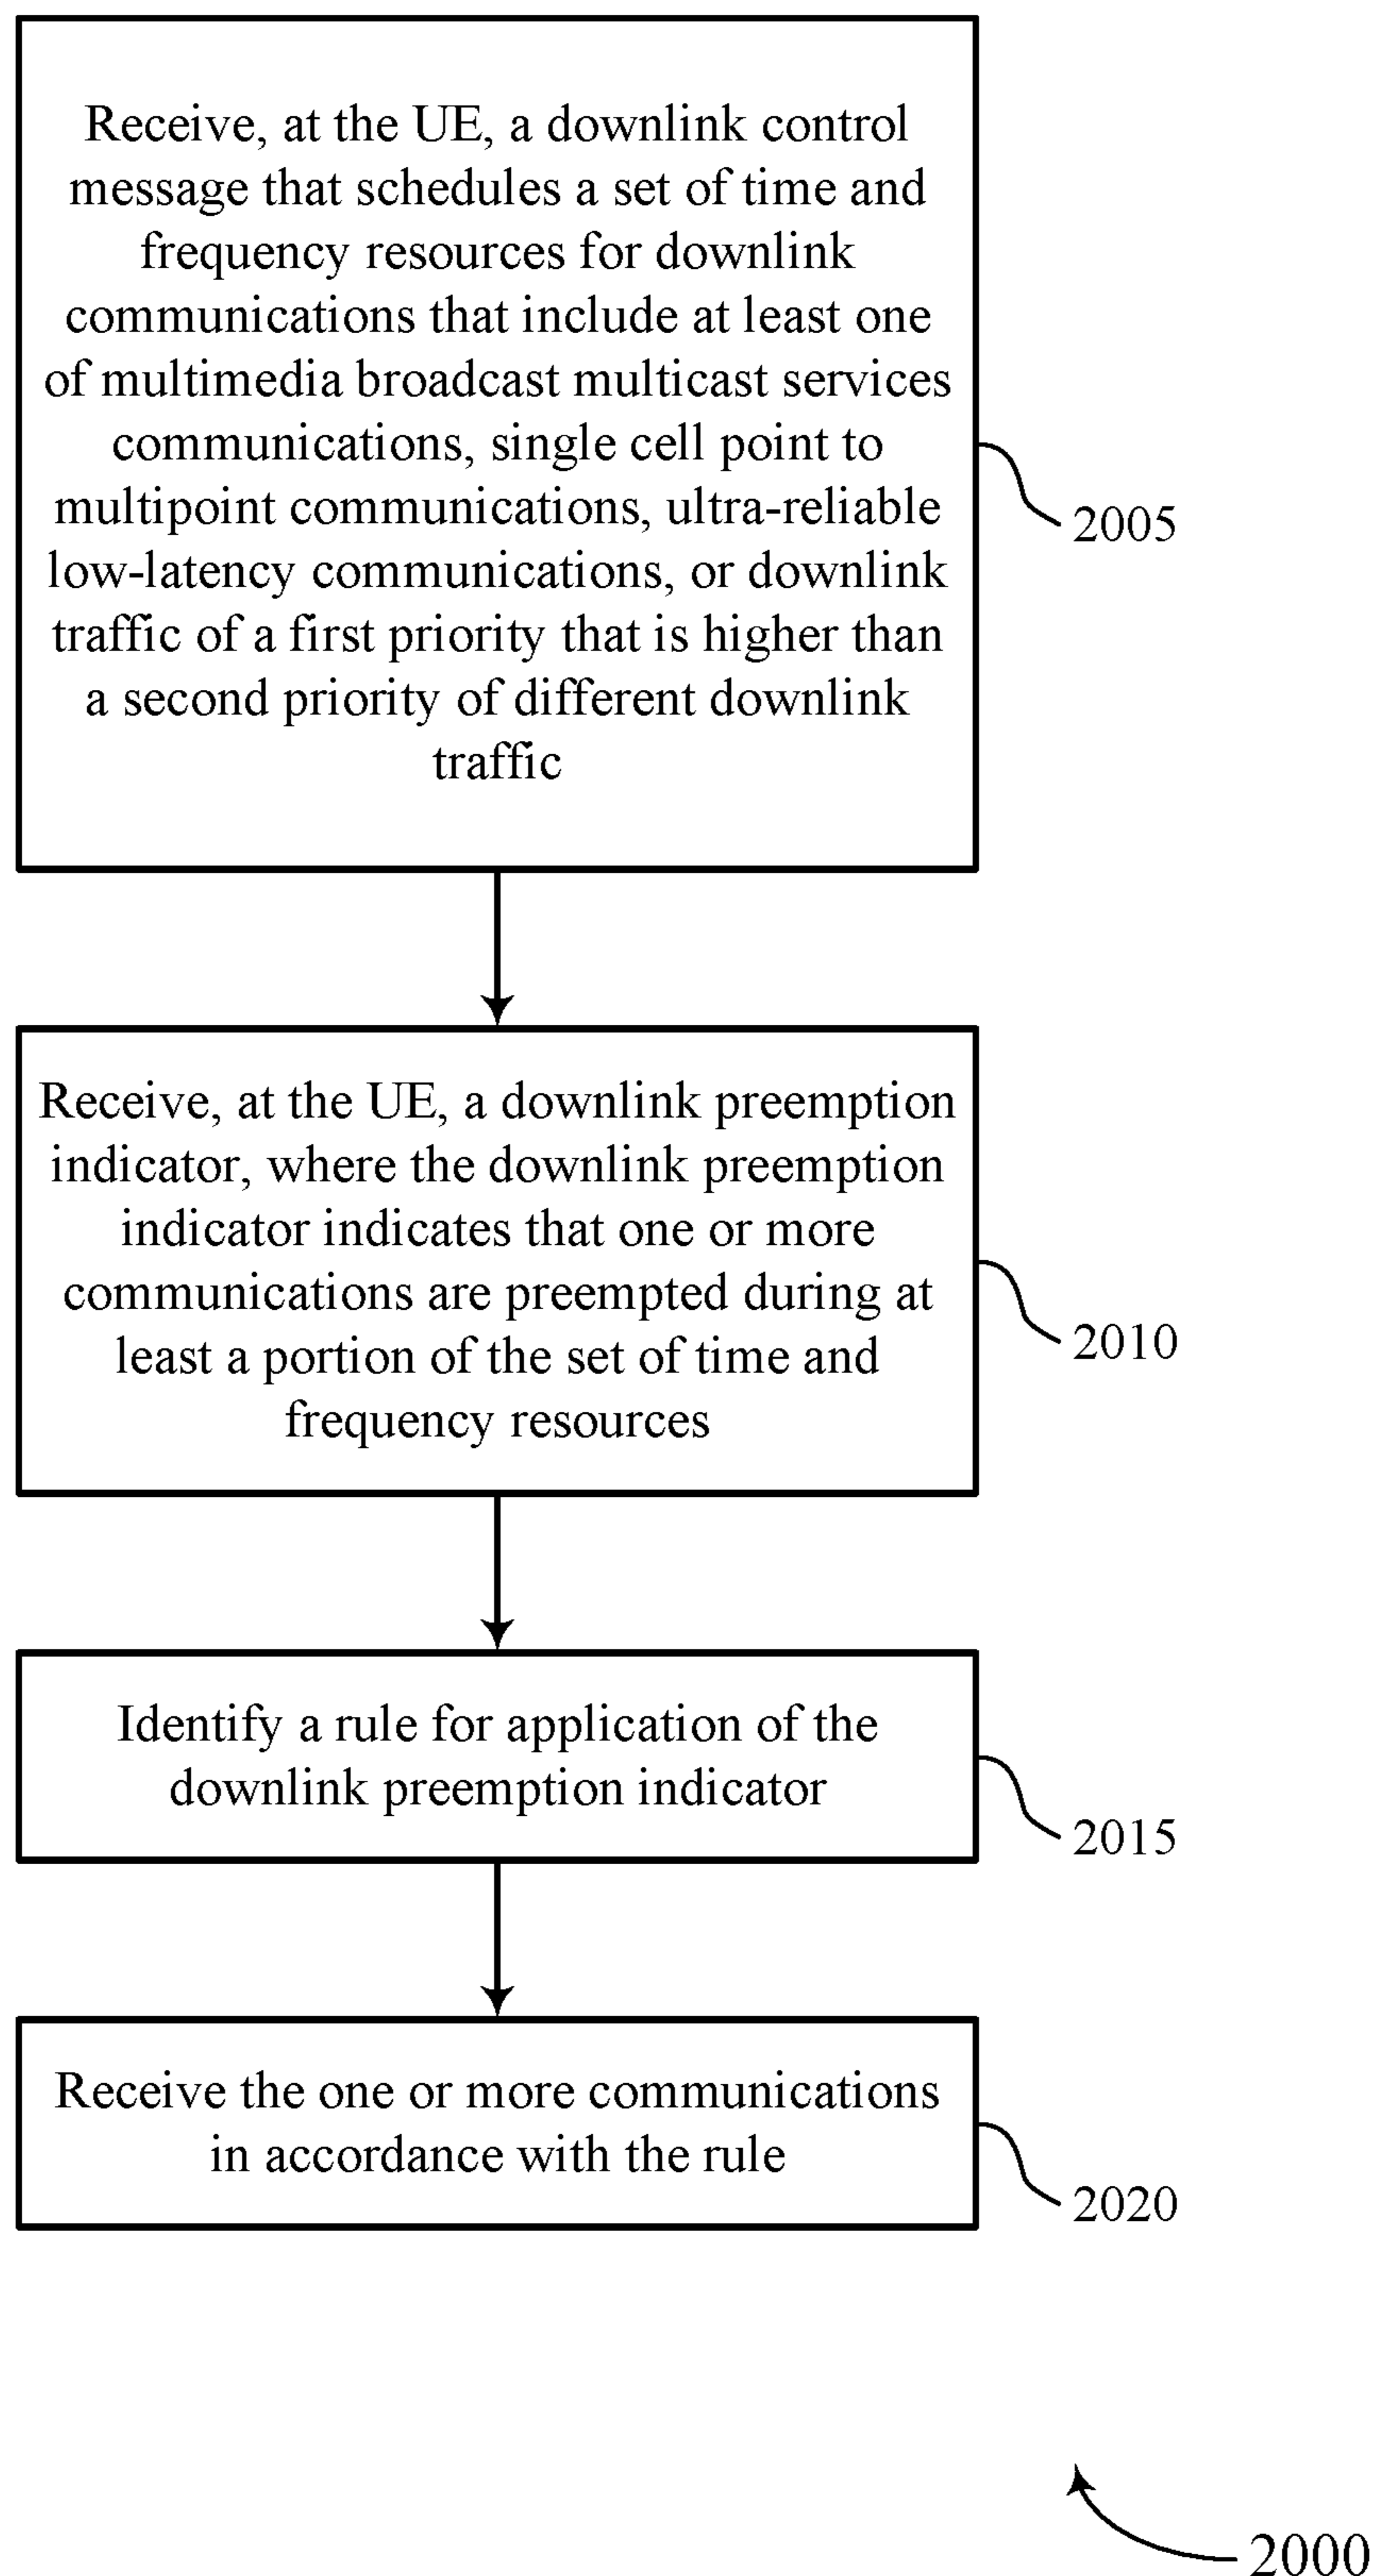 Receive, at the UE, a downlink control
message that schedules a set of time and
frequency resources for downlink
communications that include at least one
of multimedia broadcast multicast services
communications, single cell point to
multipoint communications, ultra-reliable
low-latency communications, or downlink
traffic of a first priority that is higher than
a second priority of different downlink
traffic
2005
Receive, at the UE, a downlink preemption
indicator, where the downlink preemption
indicator indicates that one or more
communications are preempted during at
least a portion of the set of time and
frequency resources
2010
Identify a rule for application of the
downlink preemption indicator
2015
Receive the one or more communications
in accordance with the rule
2020
2000